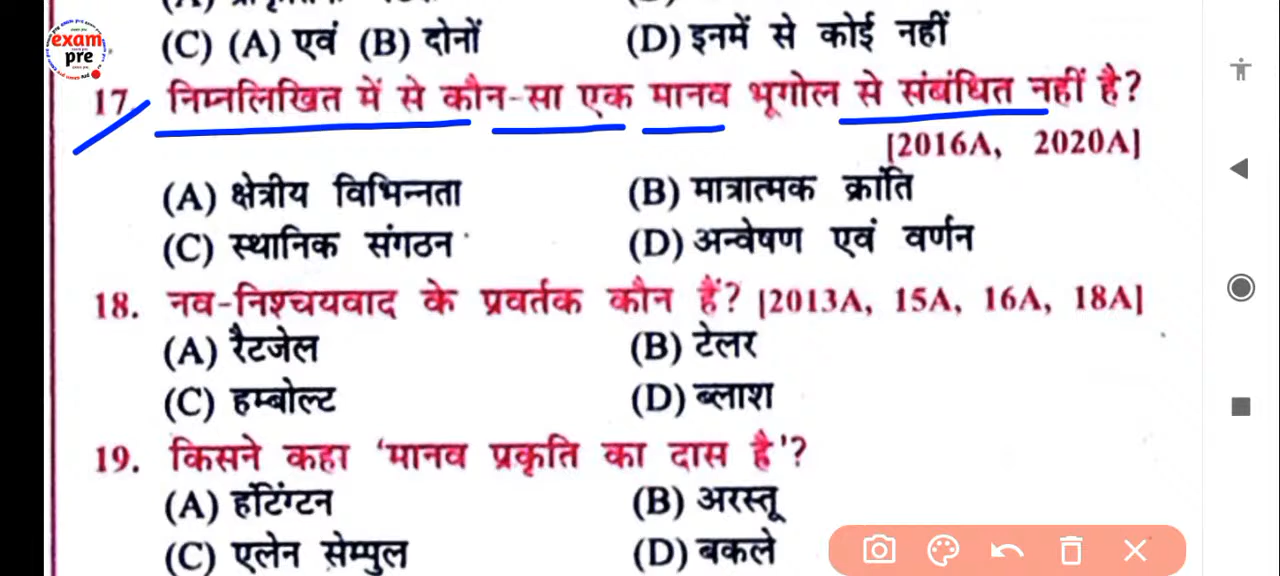 (C) (A) एवं (B) दोनों (D) इनमें से कोई नहीं
exam
pre
17. निम्नलिखित में से कौन-सा एक मानव भूगोल से संबंधित नहीं है?
[2016A, 2020A]
(A) क्षेत्रीय विभिन्नता (B) मात्रात्मक क्रांति
(C) स्थानिक संगठन (D) अन्वेषण एवं वर्णन
18. नव-निश्चयवाद के प्रवर्तक कौन हैं? [2013A, 15A, 16A, 18A]
(A) रैटजेल (B) टेलर
(C) हम्बोल्ट (D) ब्लाश
19. किसने कहा 'मानव प्रकृति का दास है'?
(A) हंटिंग्टन (B) अरस्तू
(C) एलेन सेम्पुल (D) बकले